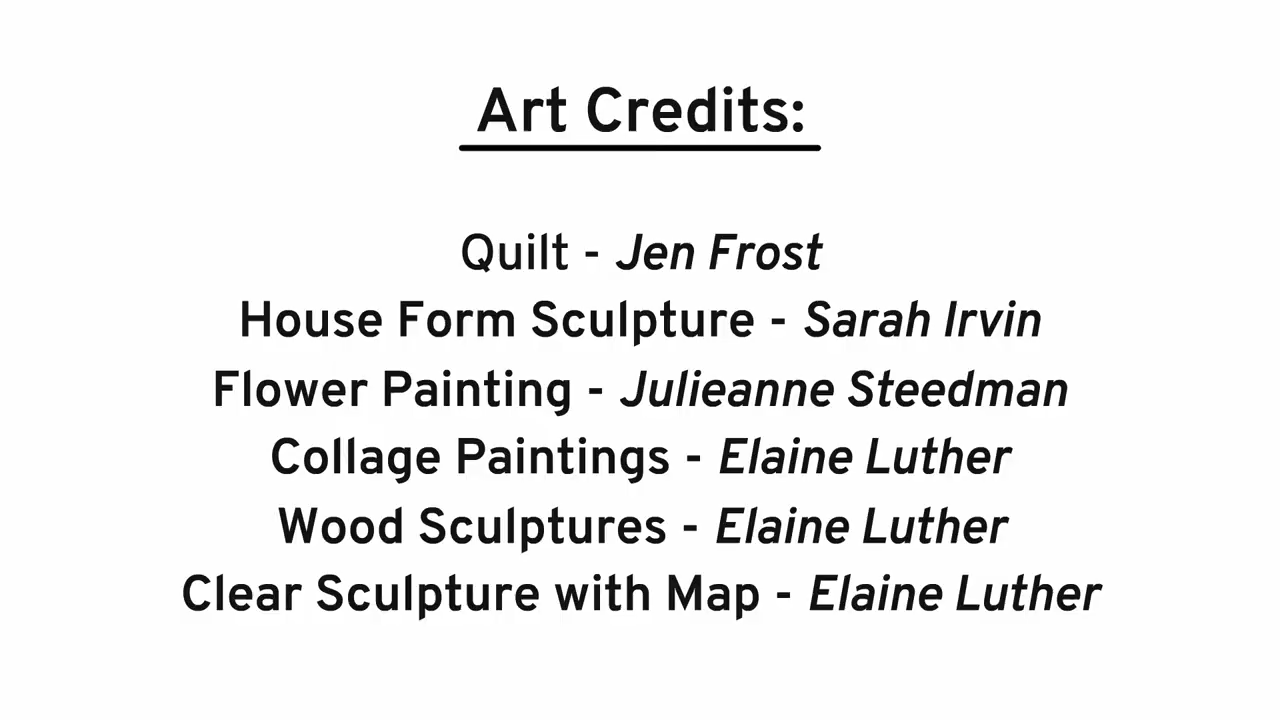 Art Credits:
Quilt - Jen Frost
House Form Sculpture - Sarah Irvin
Flower Painting - Julieanne Steedman
Collage Paintings - Elaine Luther
Wood Sculptures - Elaine Luther
Clear Sculpture with Map - Elaine Luther